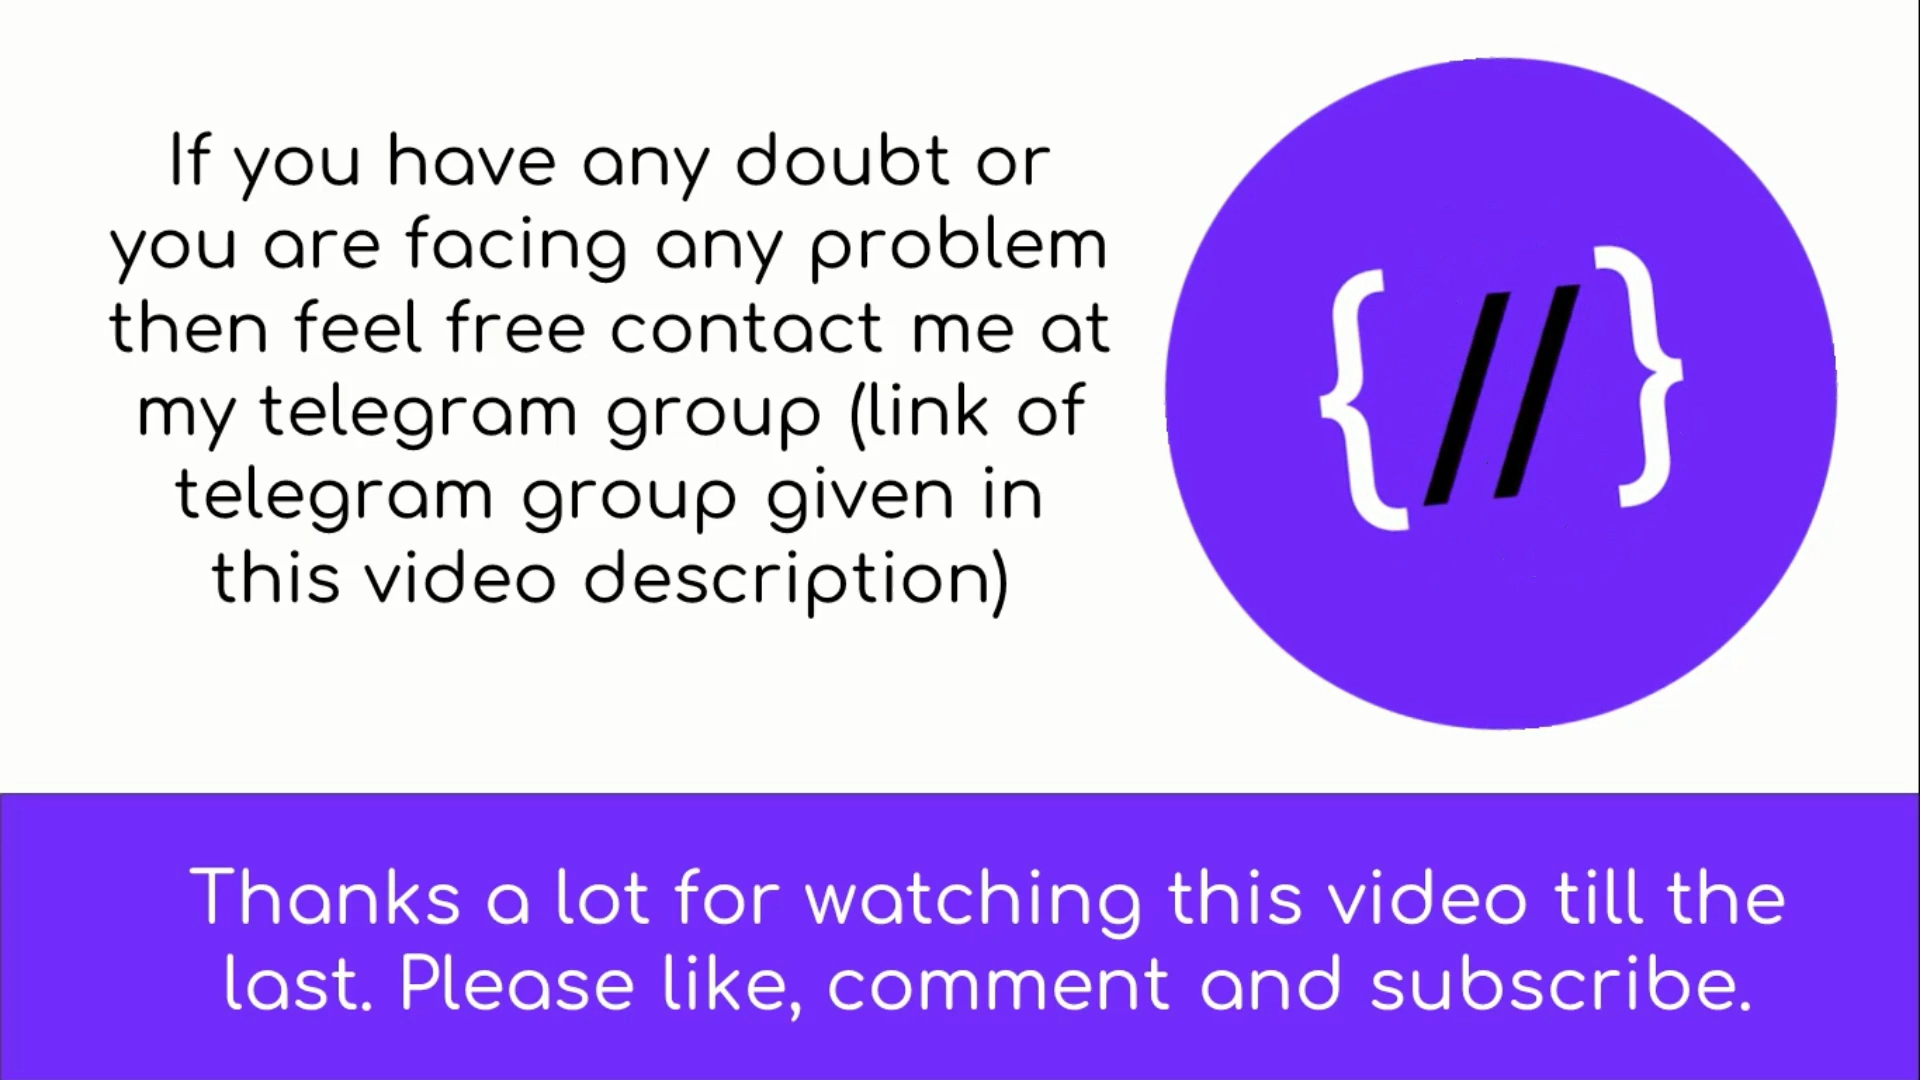 If you have any doubt or
you are facing any problem
then feel free contact me at
my telegram group (link of
telegram group given in
this video description)
{//}
Thanks a lot for watching this video till the
last. Please like, comment and subscribe.